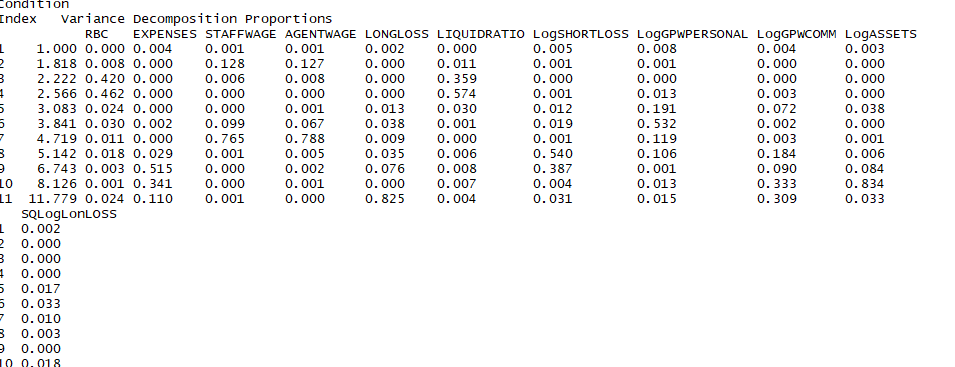 Condition
Index Variance Decomposition Proportions
RBC EXPENSES STAFFWAGE AGENTWAGE LONGLOSS LIQUIDRATIO LogSHORTLOSS LogGPWPERSONAL LogGPWCOMM LogASSETS
1 1.000 0.000 0.004 0.001 0.001 0.002 0.000 0.005 0.008 0.004 0.003
2 1.818 0.008 0.000 0.128 0.127 0.000 0.011 0.001 0.001 0.000 0.000
3 2.222 0.420 0.000 0.006 0.008 0.000 0.359 0.000 0.000 0.000 0.000
4 2.566 0.462 0.000 0.000 0.000 0.000 0.574 0.001 0.013 0.003 0.000
5 3.083 0.024 0.000 0.000 0.001 0.013 0.030 0.012 0.191 0.072 0.038
6 3.841 0.030 0.002 0.099 0.067 0.038 0.001 0.019 0.532 0.002 0.000
7 4.719 0.011 0.000 0.765 0.788 0.009 0.000 0.001 0.119 0.003 0.001
8 5.142 0.018 0.029 0.001 0.005 0.035 0.006 0.540 0.106 0.184 0.006
9 6.743 0.003 0.515 0.000 0.002 0.076 0.008 0.387 0.001 0.090 0.084
10 8.126 0.001 0.341 0.000 0.001 0.000 0.007 0.004 0.013 0.333 0.834
11 11.779 0.024 0.110 0.001 0.000 0.825 0.004 0.031 0.015 0.309 0.033
SQLogLonLOSS
1 0.002
2 0.000
3 0.000
4 0.000
5 0.017
6 0.033
7 0.010
8 0.003
9 0.000
10 0.018